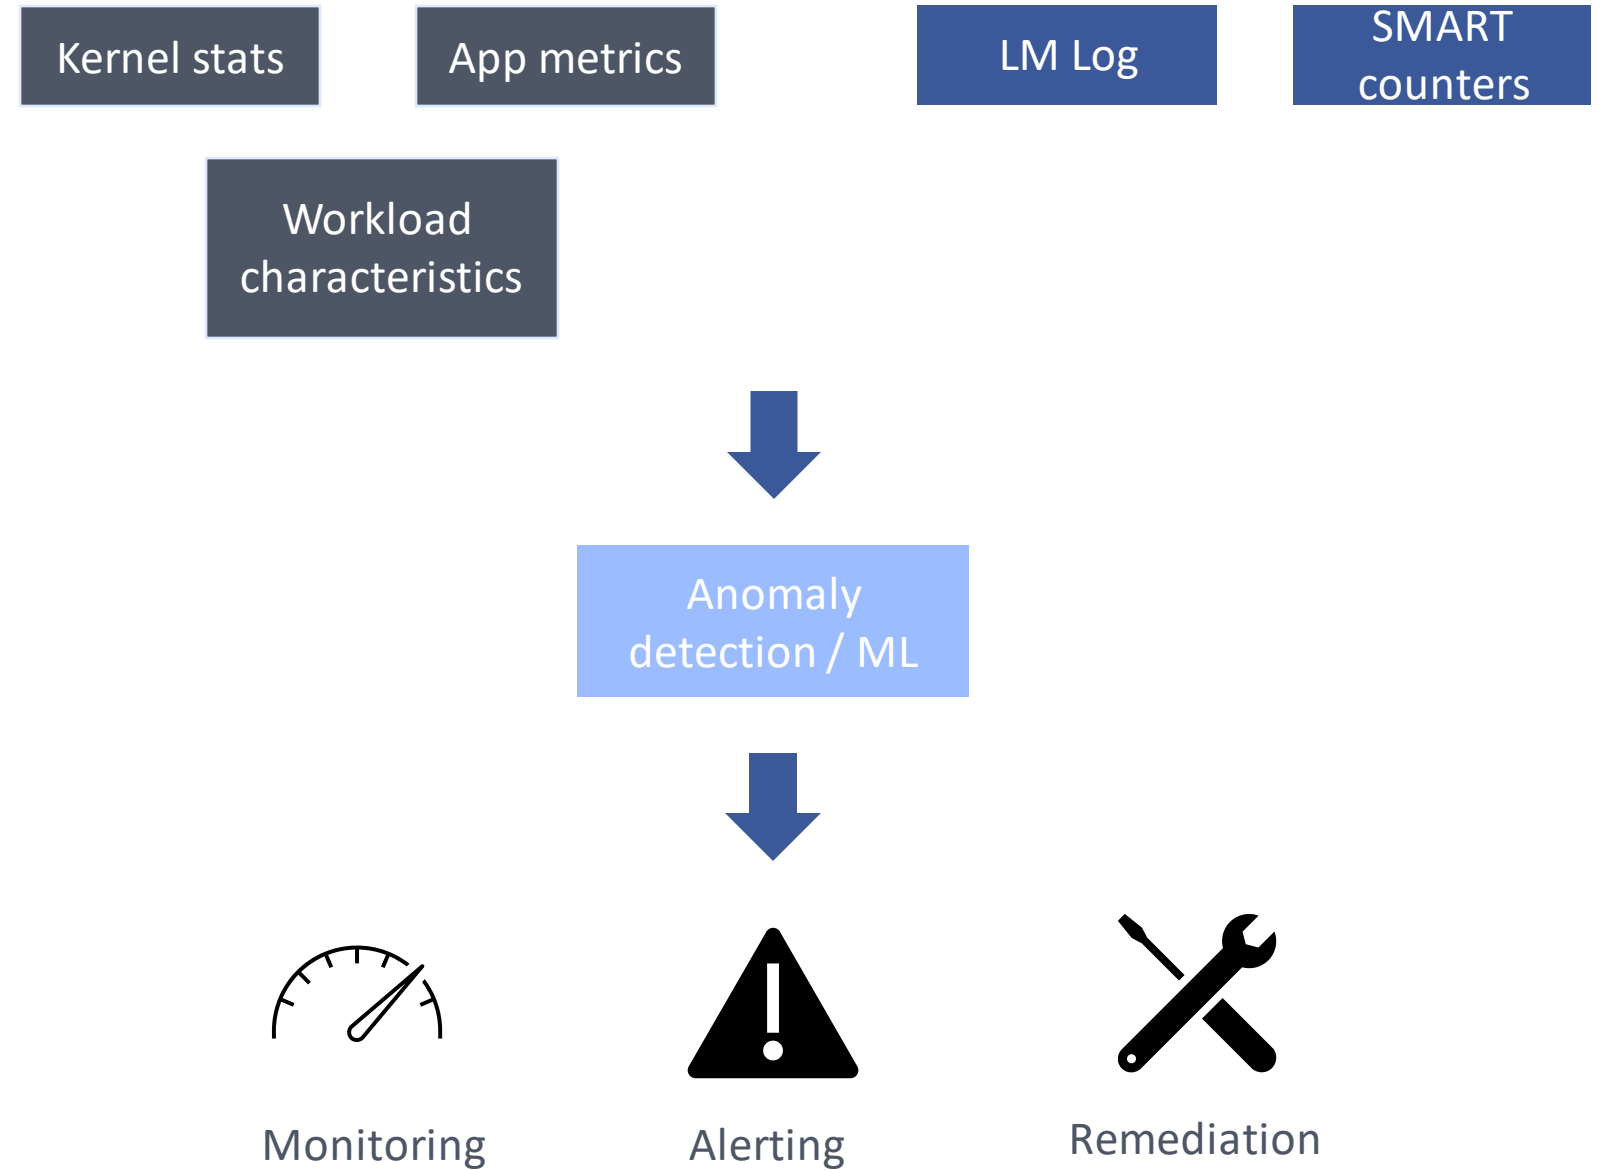 Kernel stats
App metrics
LM Log
SMART
counters
Workload
characteristics
Anomaly
detection / ML
Monitoring
Alerting
Remediation